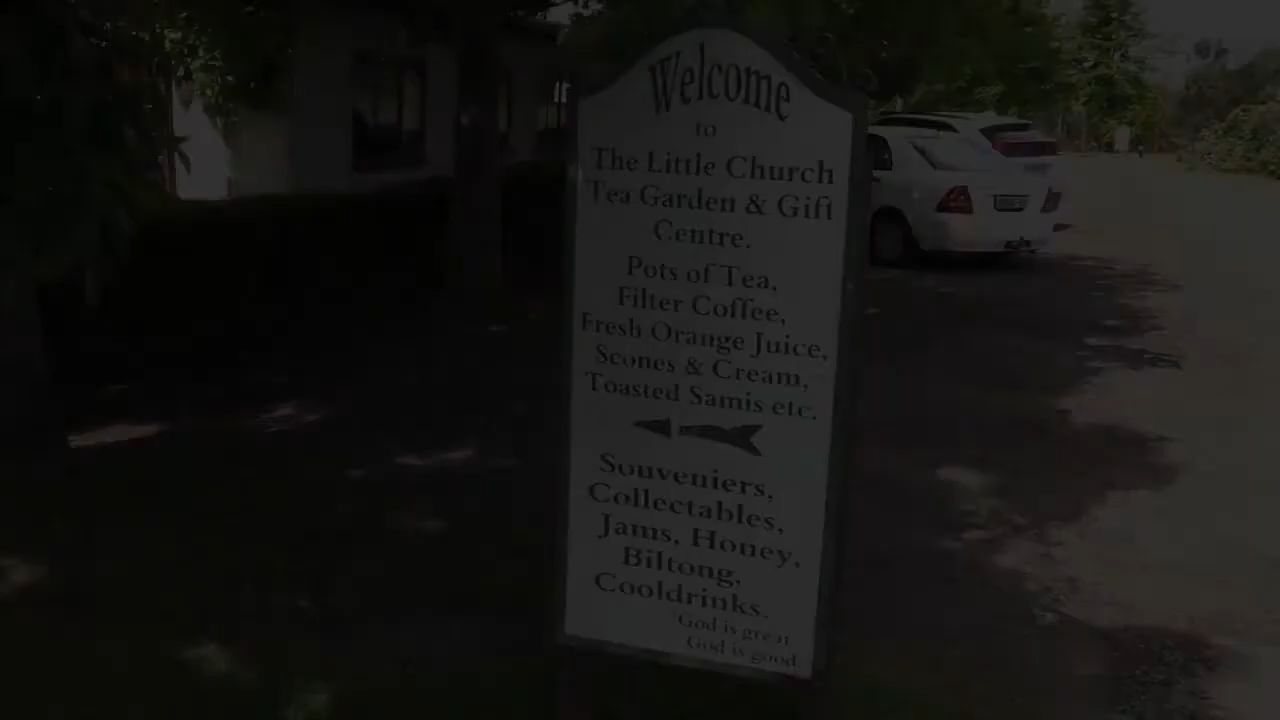 Welcome
to
The Little Church
Tea Garden & Gift
Centre.
Pots of Tea,
Filter Coffee,
Fresh Orange Juice,
Scones & Cream,
Toasted Samis etc.
Souveniers,
Collectables,
Jams, Honey,
Biltong,
Cooldrinks.
God is great
God is good